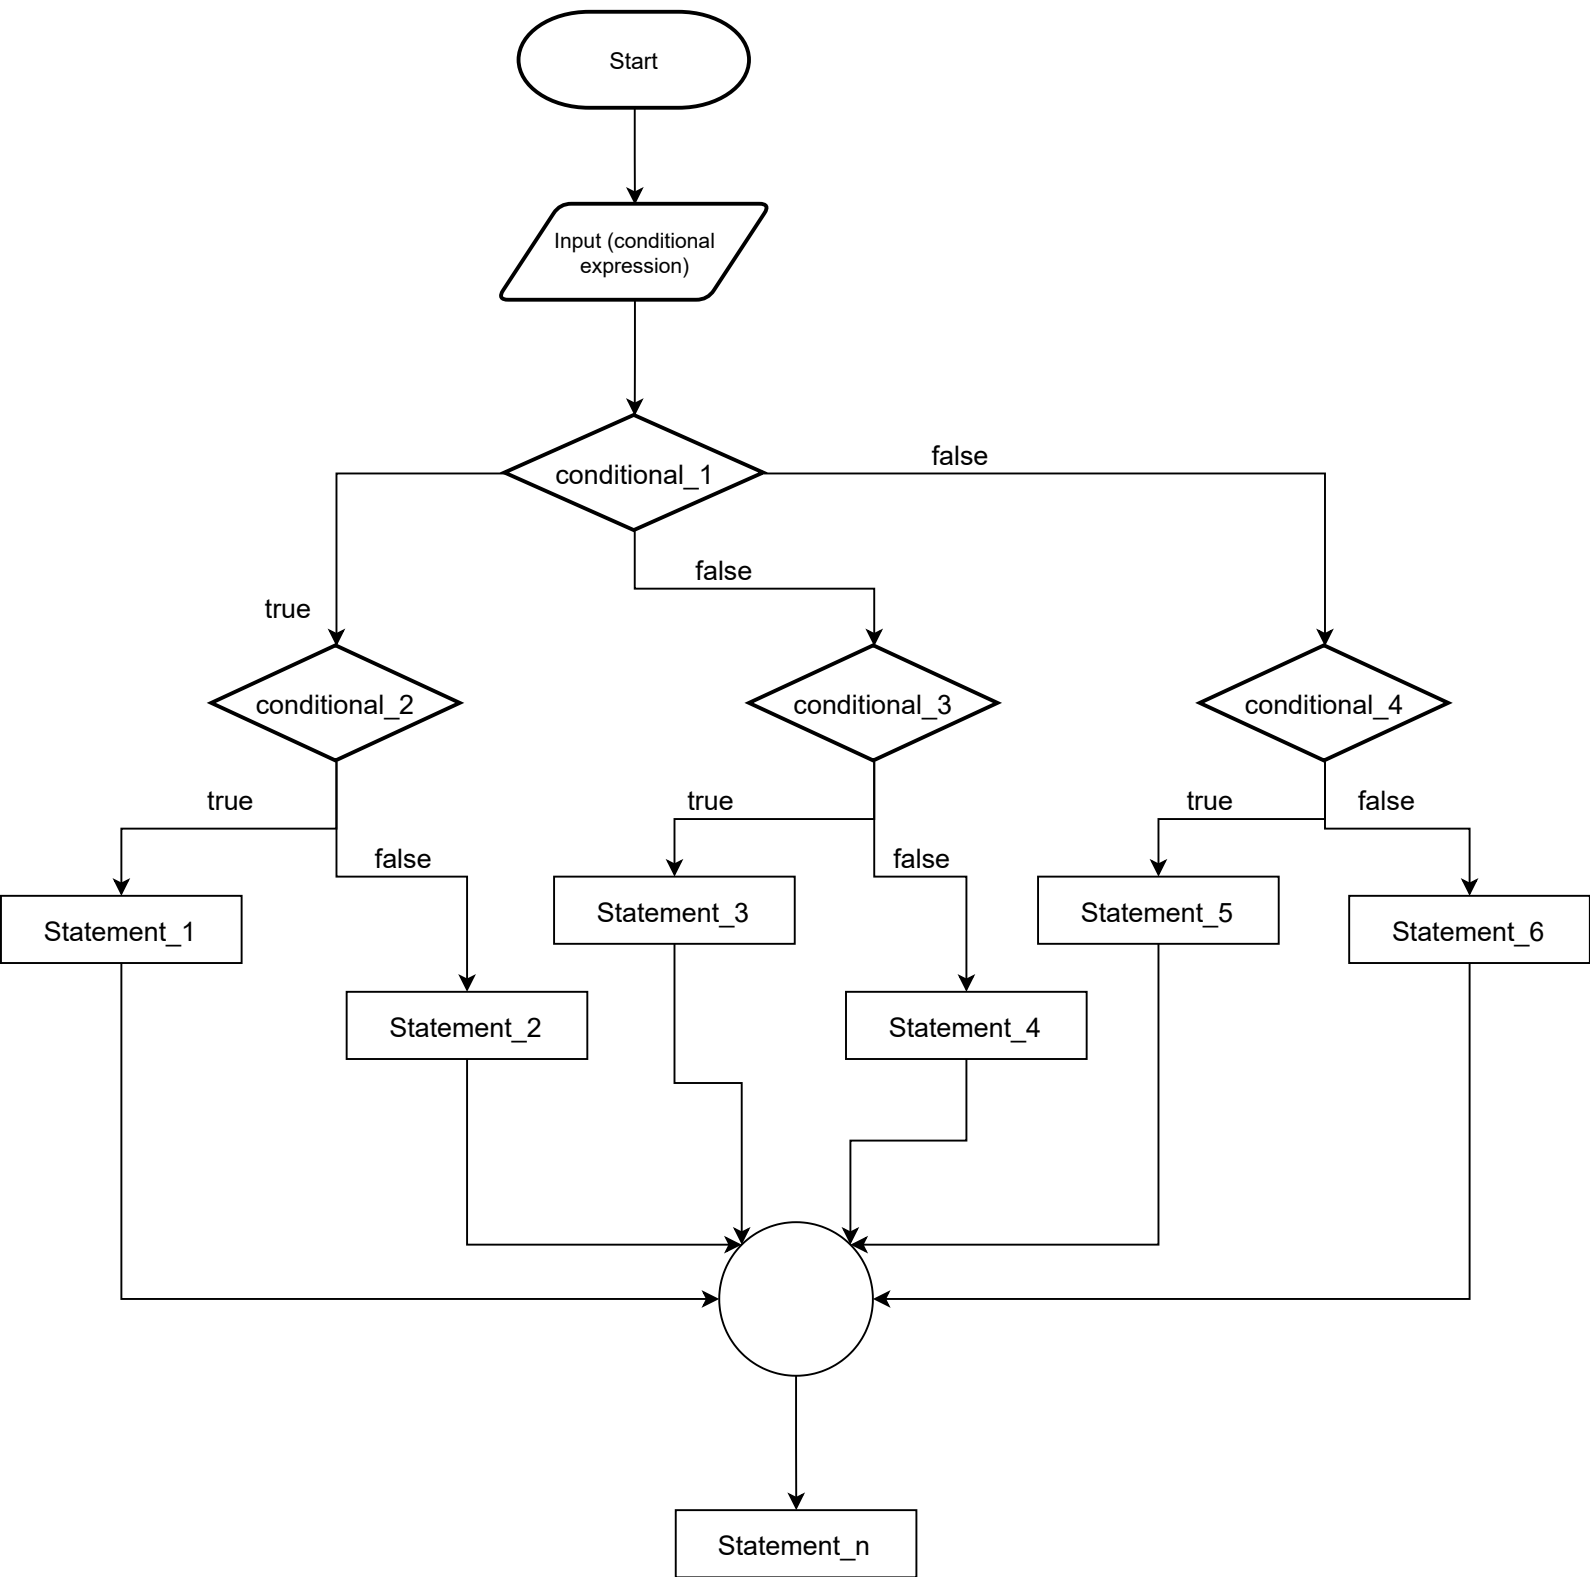 Start
Input (conditional
expression)
conditional_1
false
false
true
conditional_2
conditional_3
conditional_4
true
true
true
false
false
false
Statement_1
Statement_3
Statement_5
Statement_6
Statement_2
Statement_4
Statement_n